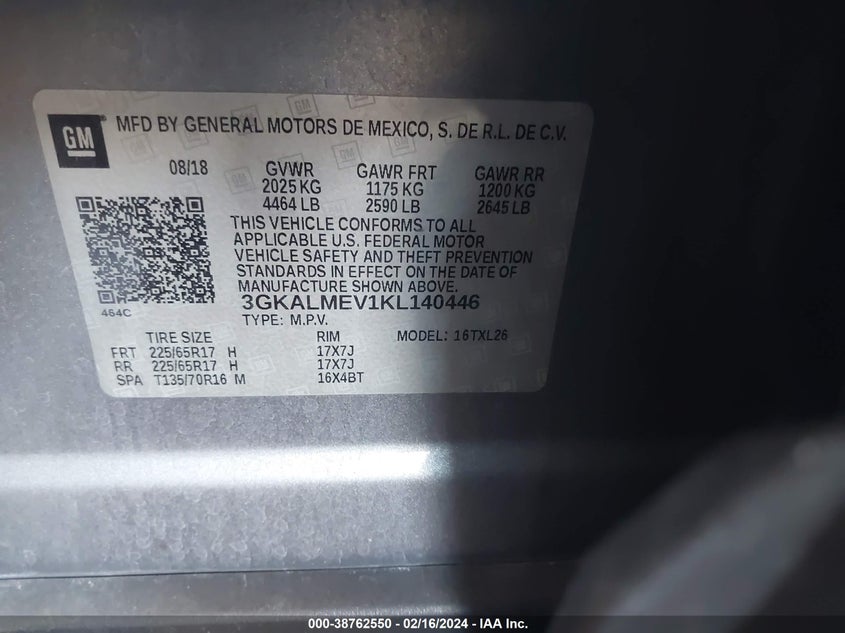 GM MFD BY GENERAL MOTORS DE MEXICO, S. DE R.L. DE C.V.
08/18 GVWR GAWR FRT GAWR RR
2025 KG 1175 KG 1200 KG
4464 LB 2590 LB 2645 LB
THIS VEHICLE CONFORMS TO ALL
APPLICABLE U.S. FEDERAL MOTOR
VEHICLE SAFETY AND THEFT PREVENTION
STANDARDS IN EFFECT ON THE DATE OF
MANUFACTURE SHOWN ABOVE.
464C 3GKALMEV1KL140446
TYPE: M.P.V.
TIRE SIZE RIM MODEL: 16TXL26
FRT 225/65R17 H 17X7J
RR 225/65R17 H 17X7J
SPA T135/70R16 M 16X4BT
000-38762550 - 02/16/2024 - IAA Inc.